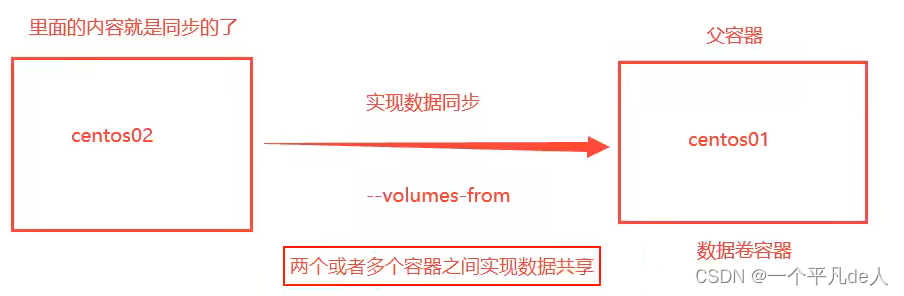 里面的内容就是同步的了
父容器
实现数据同步
centos02
centos01
--volumes-from
数据卷容器
两个或者多个容器之间实现数据共享
CSDN @一个平凡de人